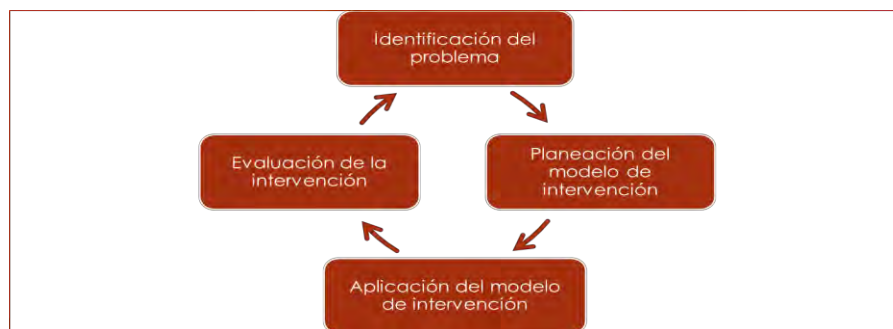 Identificación del
problema
Evaluación de la
intervención
Planeación del
modelo de
intervención
Aplicación del modelo
de intervención